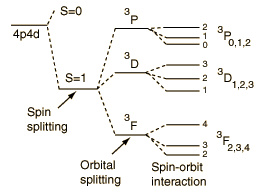 S=0
4p4d
S=1
Spin
splitting
³P
2
1
0
³P₀,₁,₂
³D
3
2
1
³D₁,₂,₃
³F
4
3
2
³F₂,₃,₄
Orbital
splitting
Spin-orbit
interaction